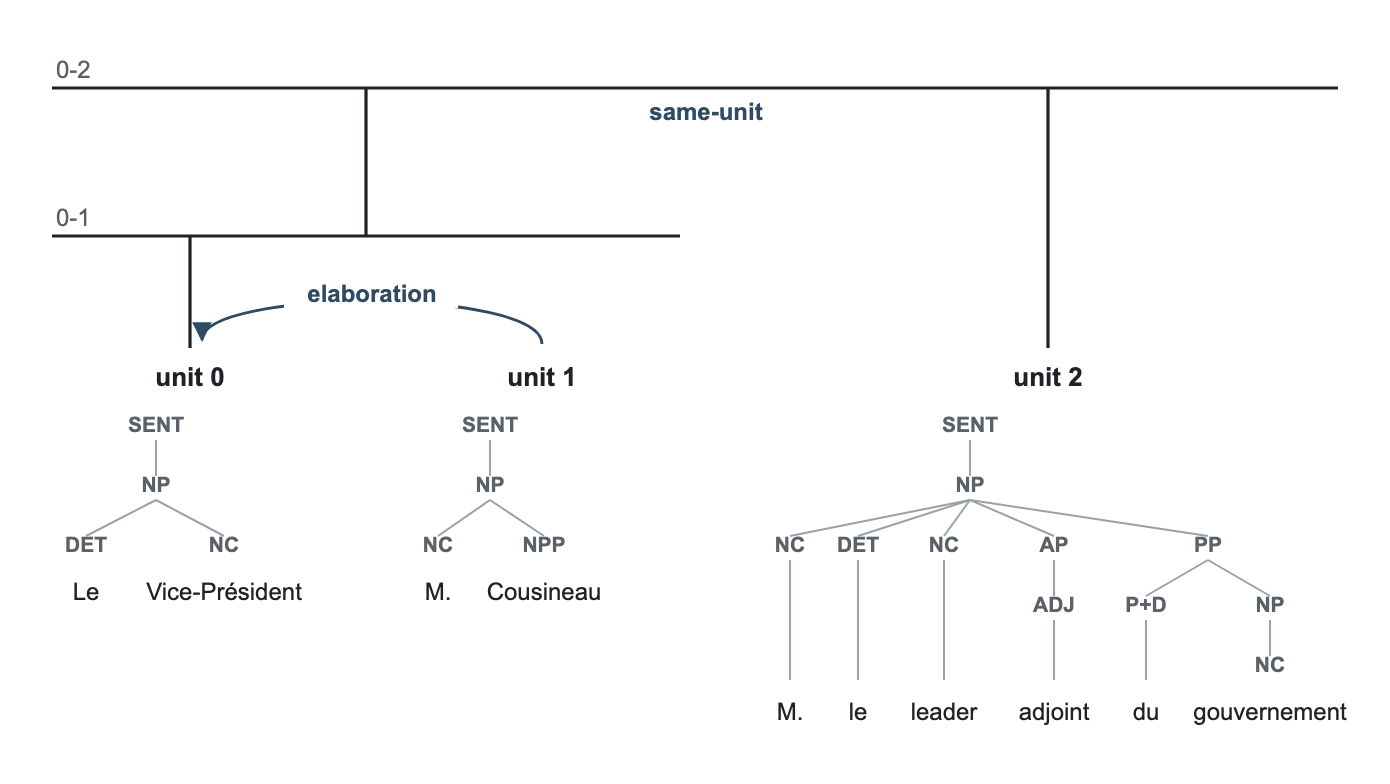 0-2
same-unit
0-1
elaboration
unit 0 unit 1 unit 2
SENT SENT SENT
NP NP NP
DET NC NC NPP NC DET NC AP PP
Le Vice-Président M. Cousineau ADJ P+D NP
NC
M. le leader adjoint du gouvernement